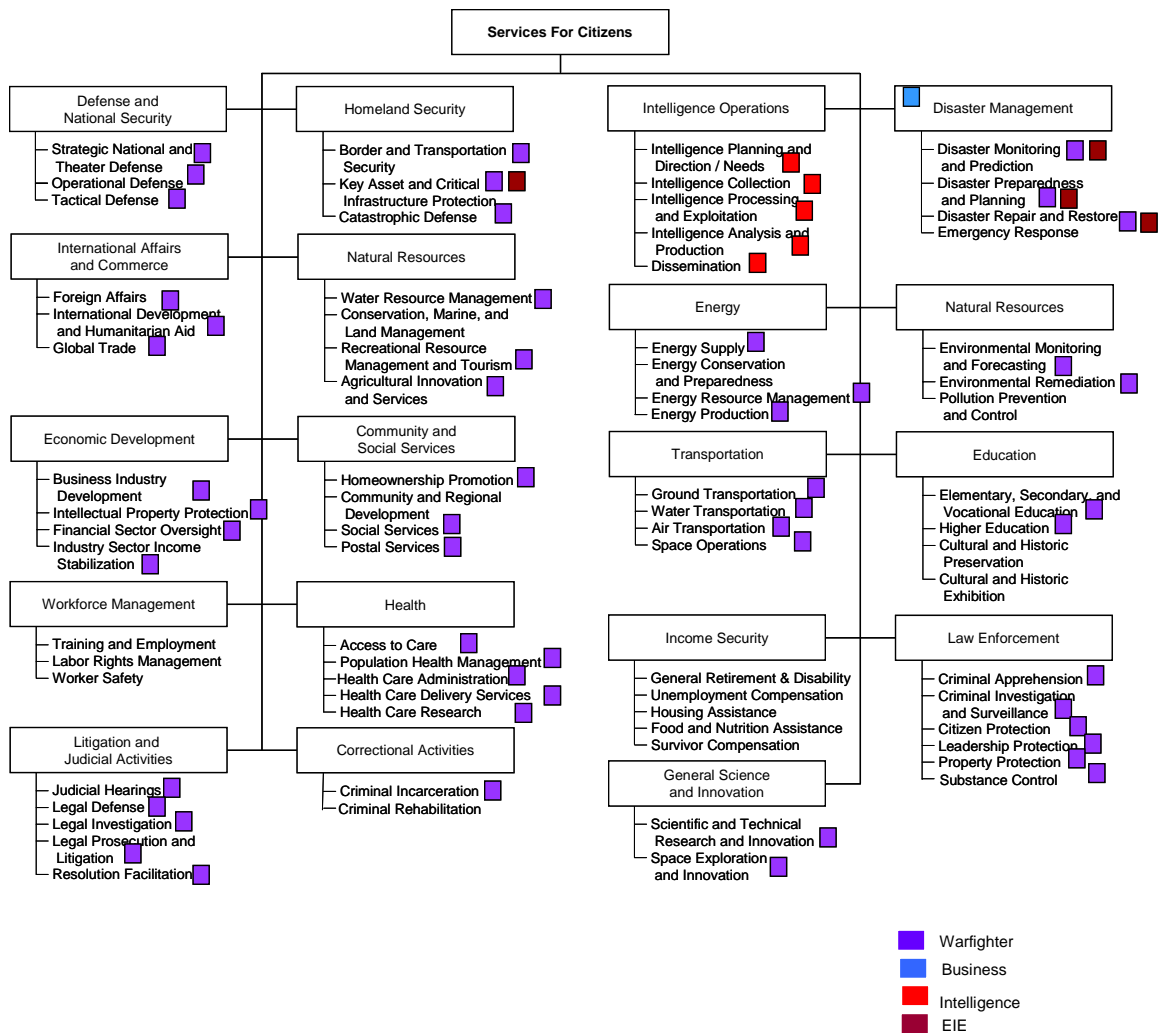 Services For Citizens
Defense and
National Security
Strategic National and
Theater Defense
Operational Defense
Tactical Defense
Homeland Security
Border and Transportation
Security
Key Asset and Critical
Infrastructure Protection
Catastrophic Defense
International Affairs
and Commerce
Foreign Affairs
International Development
and Humanitarian Aid
Global Trade
Natural Resources
Water Resource Management
Conservation, Marine, and
Land Management
Recreational Resource
Management and Tourism
Agricultural Innovation
and Services
Economic Development
Business Industry
Development
Intellectual Property Protection
Financial Sector Oversight
Industry Sector Income
Stabilization
Community and
Social Services
Homeownership Promotion
Community and Regional
Development
Social Services
Postal Services
Workforce Management
Training and Employment
Labor Rights Management
Worker Safety
Health
Access to Care
Population Health Management
Health Care Administration
Health Care Delivery Services
Health Care Research
Litigation and
Judicial Activities
Judicial Hearings
Legal Defense
Legal Investigation
Legal Prosecution and
Litigation
Resolution Facilitation
Correctional Activities
Criminal Incarceration
Criminal Rehabilitation
Intelligence Operations
Intelligence Planning and
Direction / Needs
Intelligence Collection
Intelligence Processing
and Exploitation
Intelligence Analysis and
Production
Dissemination
Disaster Management
Disaster Monitoring
and Prediction
Disaster Preparedness
and Planning
Disaster Repair and Restore
Emergency Response
Energy
Energy Supply
Energy Conservation
and Preparedness
Energy Resource Management
Energy Production
Natural Resources
Environmental Monitoring
and Forecasting
Environmental Remediation
Pollution Prevention
and Control
Transportation
Ground Transportation
Water Transportation
Air Transportation
Space Operations
Education
Elementary, Secondary, and
Vocational Education
Higher Education
Cultural and Historic
Preservation
Cultural and Historic
Exhibition
Income Security
General Retirement & Disability
Unemployment Compensation
Housing Assistance
Food and Nutrition Assistance
Survivor Compensation
Law Enforcement
Criminal Apprehension
Criminal Investigation
and Surveillance
Citizen Protection
Leadership Protection
Property Protection
Substance Control
General Science
and Innovation
Scientific and Technical
Research and Innovation
Space Exploration
and Innovation
Warfighter
Business
Intelligence
EIE